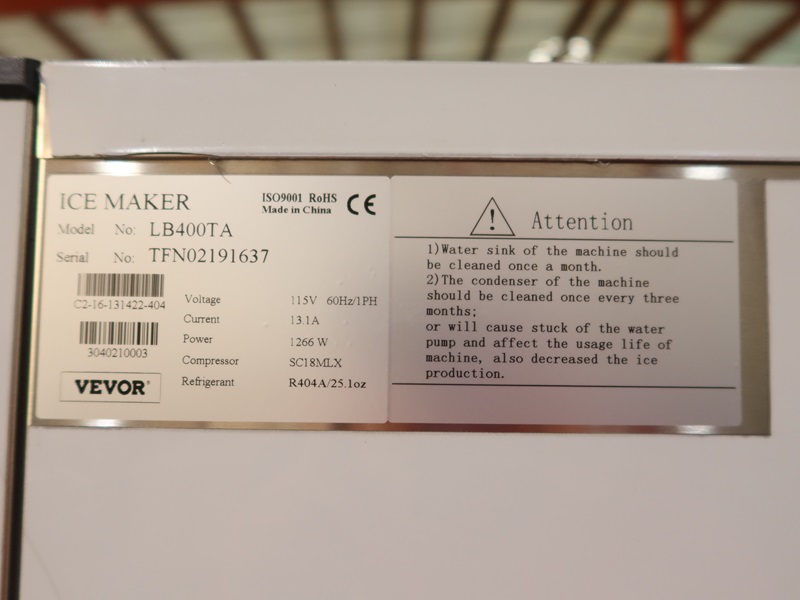 ICE MAKER
ISO9001 RoHS
Made in China
CE
Model No: LB400TA
Serial No: TFN02191637
C2-16-131422-404
3040210003
VEVOR®
Voltage 115V 60Hz/1PH
Current 13.1A
Power 1266 W
Compressor SC18MLX
Refrigerant R404A/25.1oz
Attention
1)Water sink of the machine should
be cleaned once a month.
2)The condenser of the machine
should be cleaned once every three
months;
or will cause stuck of the water
pump and affect the usage life of
machine, also decreased the ice
production.